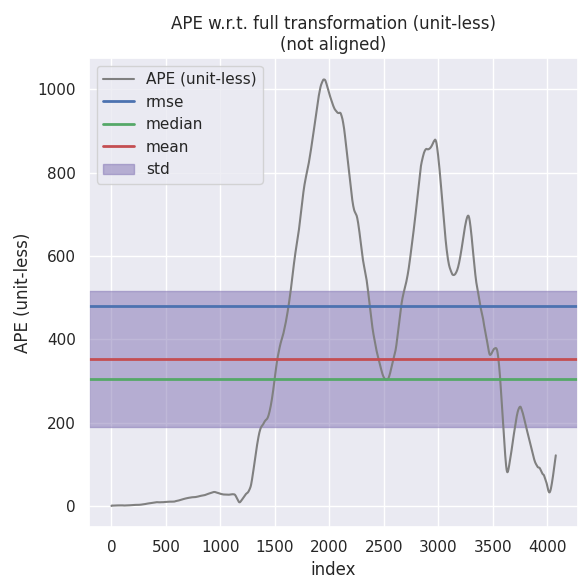 APE w.r.t. full transformation (unit-less)
(not aligned)
APE (unit-less)
rmse
median
mean
std
APE (unit-less)
1000
800
600
400
200
0
0 500 1000 1500 2000 2500 3000 3500 4000
index